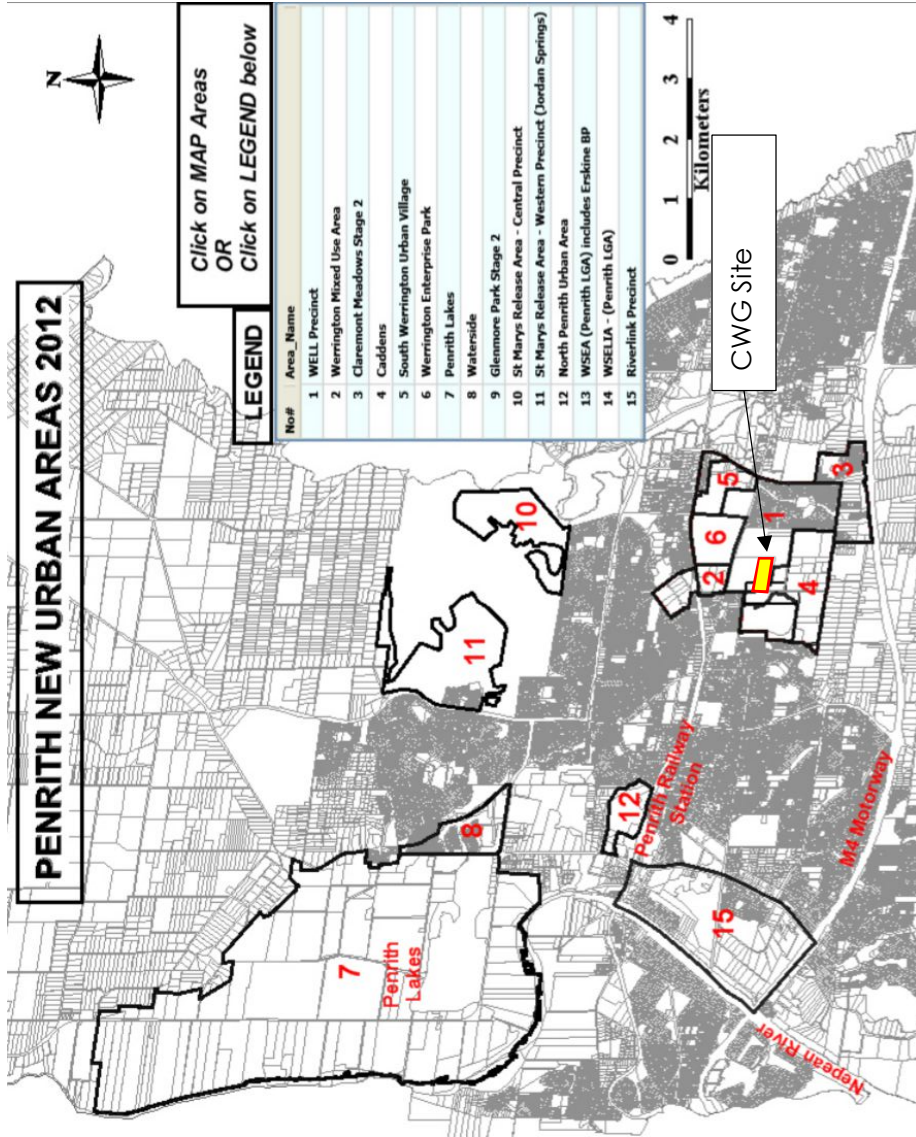 PENRITH NEW URBAN AREAS 2012
N
Click on MAP Areas
OR
Click on LEGEND below
LEGEND
No# Area_Name
1 WELL Precinct
2 Werrington Mixed Use Area
3 Claremont Meadows Stage 2
4 Caddens
5 South Werrington Urban Village
6 Werrington Enterprise Park
7 Penrith Lakes
8 Waterside
9 Glenmore Park Stage 2
10 St Marys Release Area - Central Precinct
11 St Marys Release Area - Western Precinct (Jordan Springs)
12 North Penrith Urban Area
13 WSEA (Penrith LGA) includes Erskine BP
14 WSELIA - (Penrith LGA)
15 Riverlink Precinct
0 1 2 3 4
Kilometers
7
Penrith
Lakes
8
11
10
12
Penrith Railway
Station
15
Nepean River
M4 Motorway
2
6
5
1
4
3
CWG Site